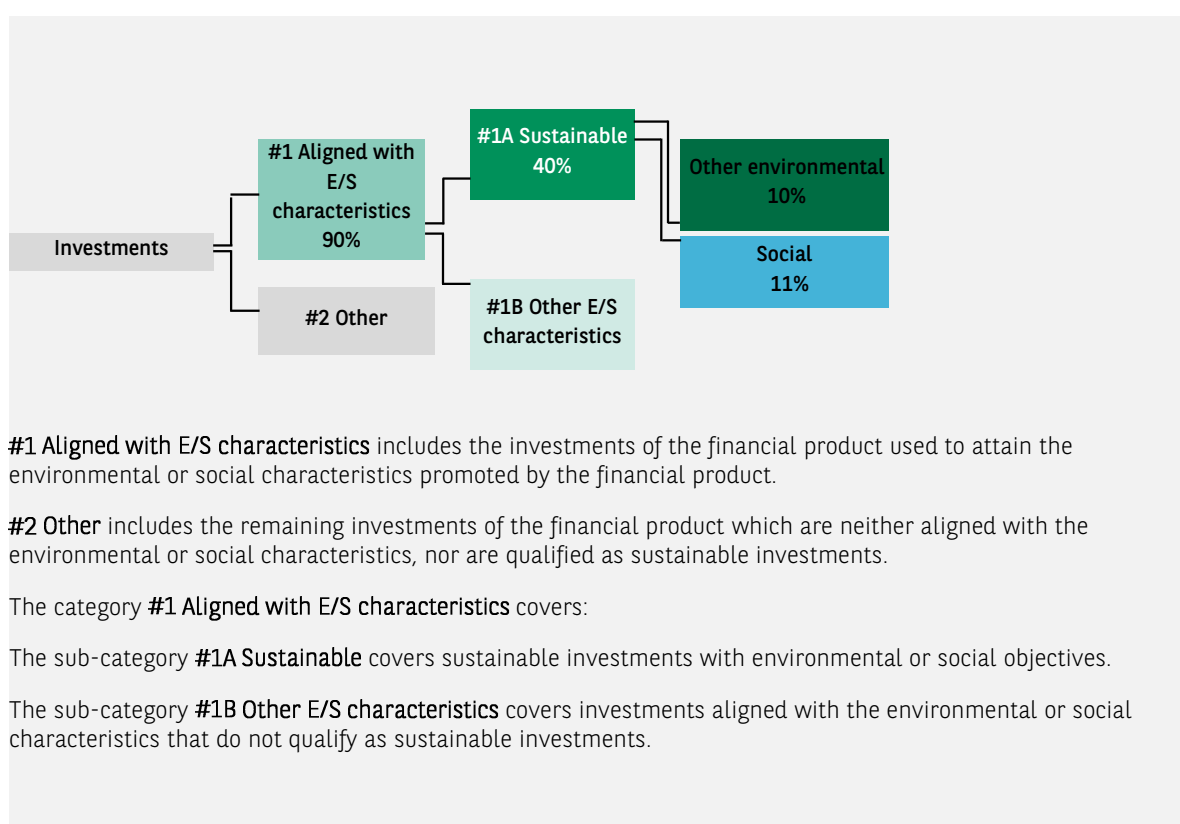 Investments
#1 Aligned with
E/S
characteristics
90%
#2 Other
#1A Sustainable
40%
#1B Other E/S
characteristics
Other environmental
10%
Social
11%
#1 Aligned with E/S characteristics includes the investments of the financial product used to attain the
environmental or social characteristics promoted by the financial product.
#2 Other includes the remaining investments of the financial product which are neither aligned with the
environmental or social characteristics, nor are qualified as sustainable investments.
The category #1 Aligned with E/S characteristics covers:
The sub-category #1A Sustainable covers sustainable investments with environmental or social objectives.
The sub-category #1B Other E/S characteristics covers investments aligned with the environmental or social
characteristics that do not qualify as sustainable investments.